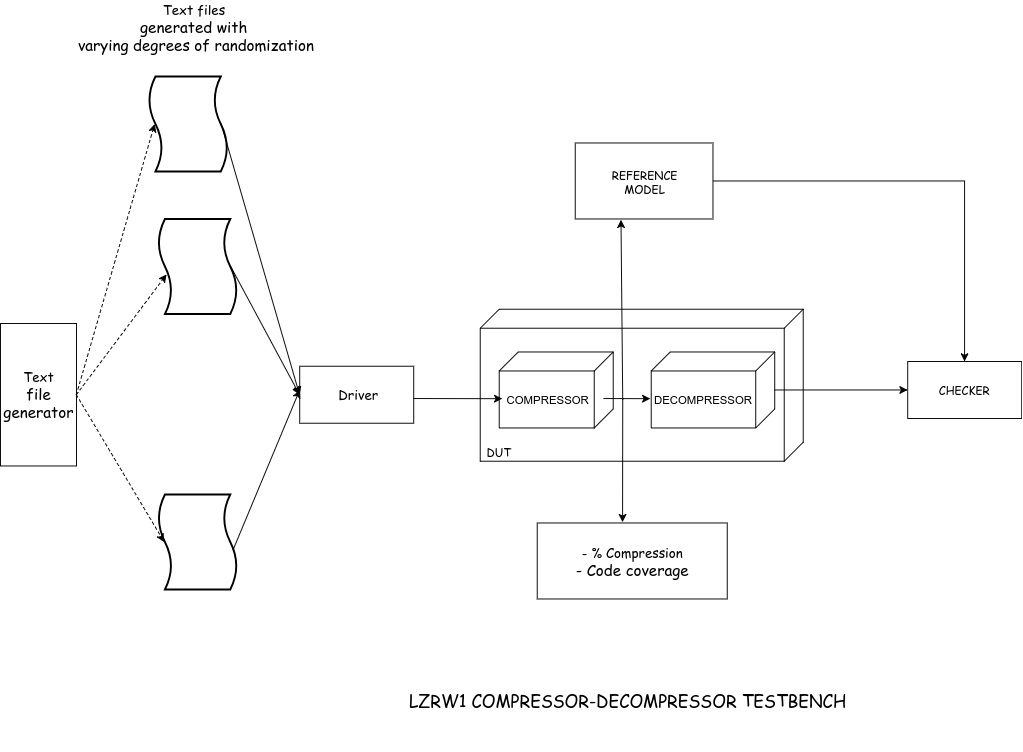 Text files
generated with
varying degrees of randomization
REFERENCE
MODEL
Text
file
generator
Driver
COMPRESSOR
DECOMPRESSOR
CHECKER
DUT
- % Compression
- Code coverage
LZRW1 COMPRESSOR-DECOMPRESSOR TESTBENCH